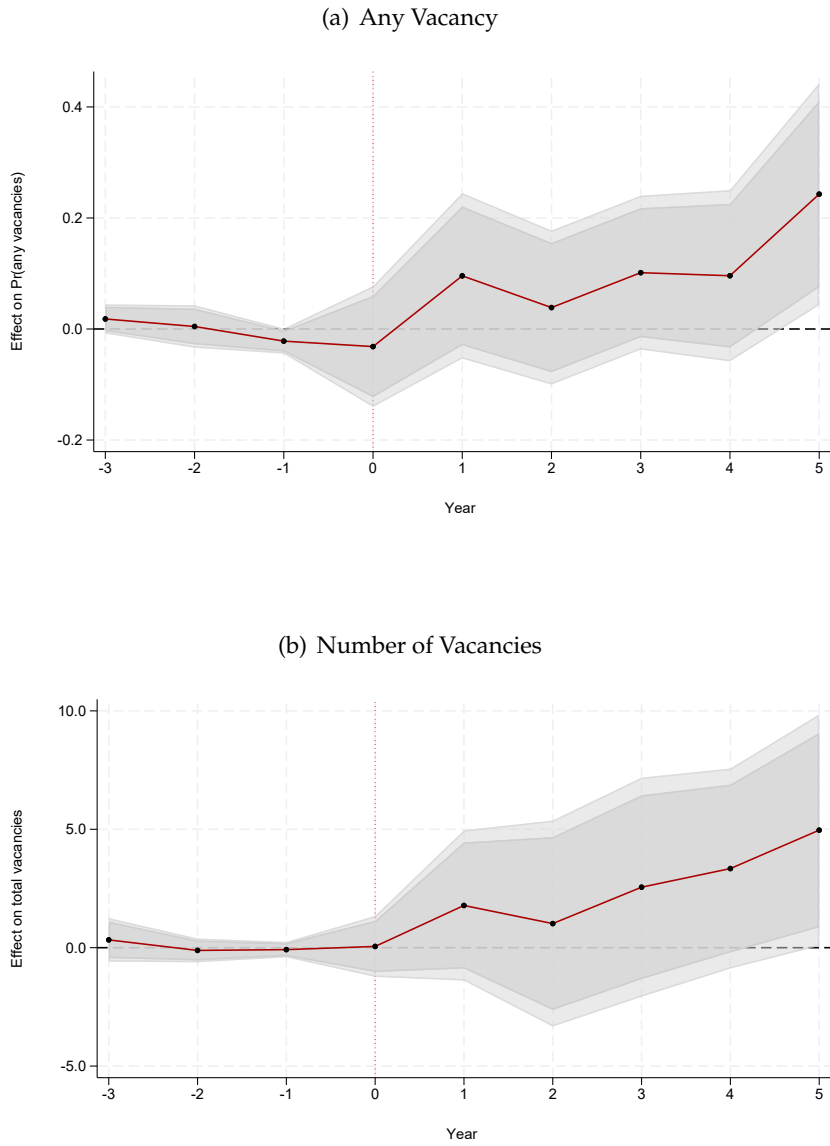 (a) Any Vacancy
Effect on Pr(any vacancies)
0.4
0.2
0.0
-0.2
-3 -2 -1 0 1 2 3 4 5
Year
(b) Number of Vacancies
Effect on total vacancies
10.0
5.0
0.0
-5.0
-3 -2 -1 0 1 2 3 4 5
Year